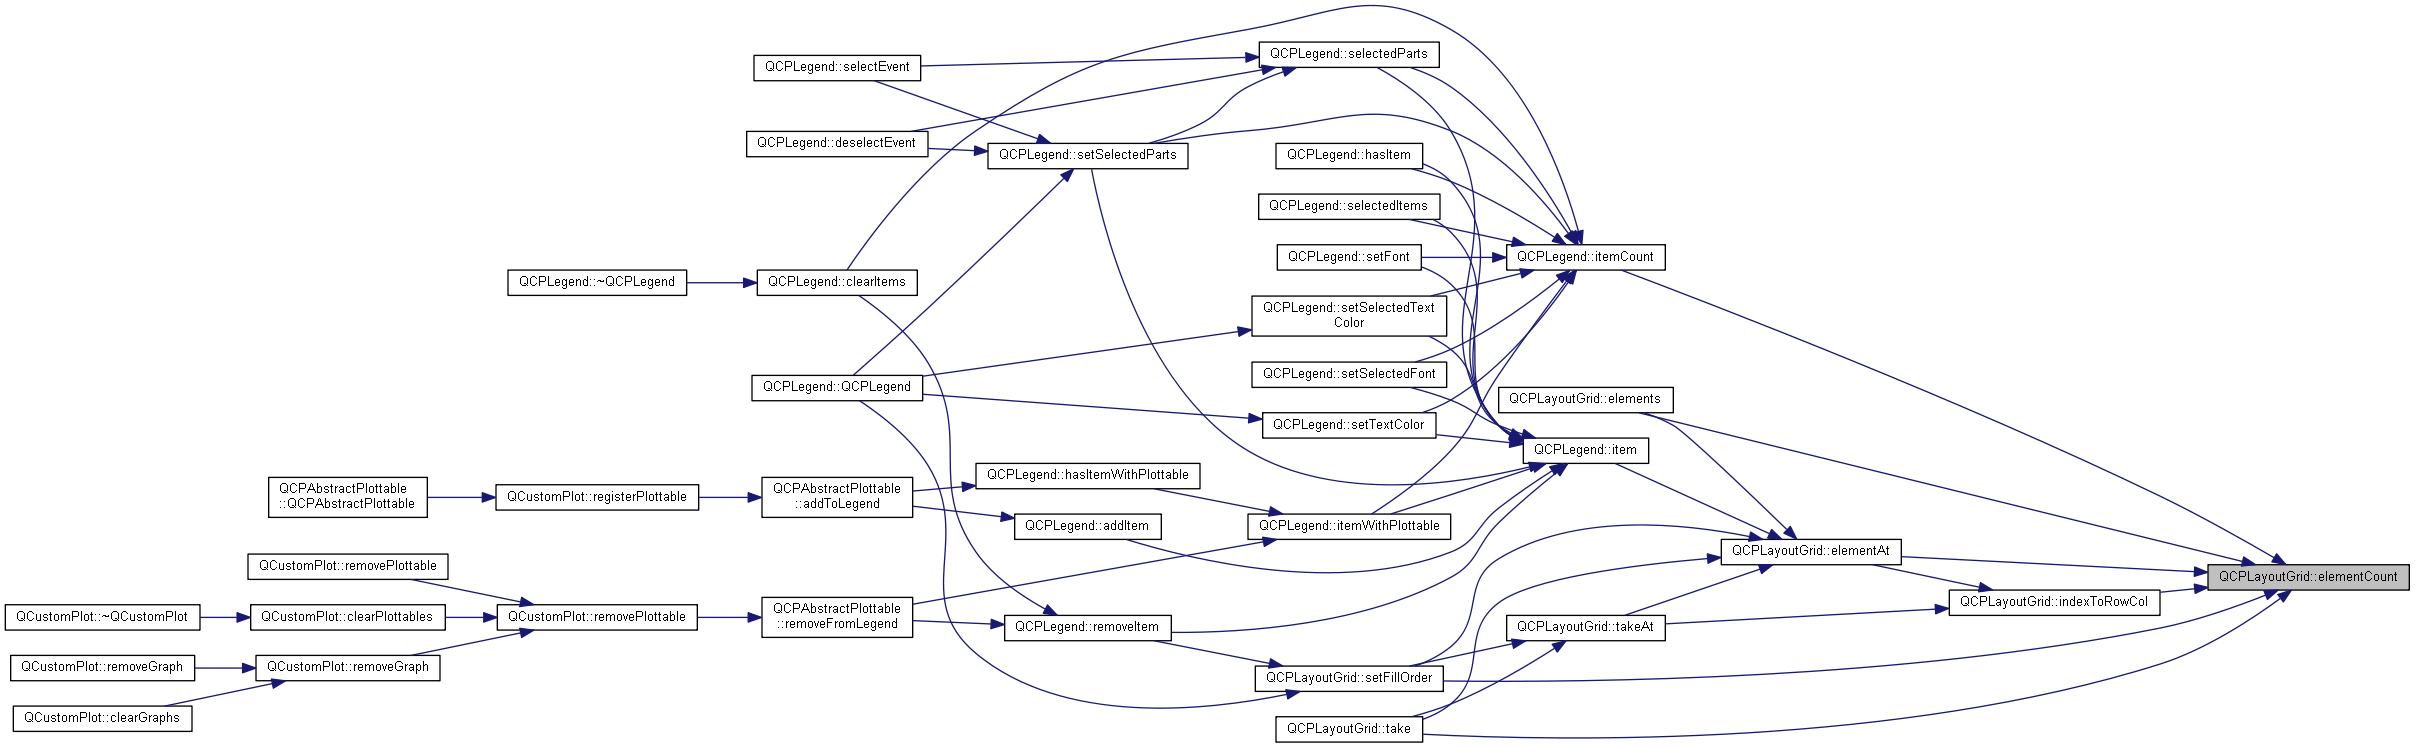 QCPLegend::selectedParts
QCPLegend::selectEvent
QCPLegend::deselectEvent
QCPLegend::setSelectedParts
QCPLegend::hasItem
QCPLegend::selectedItems
QCPLegend::setFont
QCPLegend::itemCount
QCPLegend::~QCPLegend
QCPLegend::clearItems
QCPLegend::setSelectedText
Color
QCPLegend::setSelectedFont
QCPLegend::QCPLegend
QCPLayoutGrid::elements
QCPLegend::setTextColor
QCPLegend::item
QCPLegend::hasItemWithPlottable
QCPAbstractPlottable
::QCPAbstractPlottable
QCustomPlot::registerPlottable
QCPAbstractPlottable
::addToLegend
QCPLegend::addItem
QCPLegend::itemWithPlottable
QCPLayoutGrid::elementAt
QCustomPlot::removePlottable
QCPLayoutGrid::elementCount
QCPLayoutGrid::indexToRowCol
QCustomPlot::~QCustomPlot
QCustomPlot::clearPlottables
QCustomPlot::removePlottable
QCPAbstractPlottable
::removeFromLegend
QCPLegend::removeItem
QCPLayoutGrid::takeAt
QCustomPlot::removeGraph
QCustomPlot::removeGraph
QCPLayoutGrid::setFillOrder
QCustomPlot::clearGraphs
QCPLayoutGrid::take